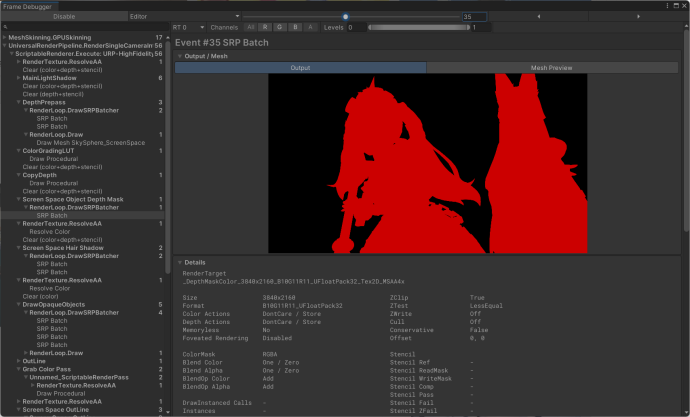 Frame Debugger
Disable
Editor
35
RT 0
Channels
All
R
G
B
A
Levels
0
1
MeshSkinning.GPUSkinning 17
UniversalRenderPipeline.RenderSingleCameraIn 56
ScriptableRenderer.Execute: URP-HighFidelity 56
RenderTexture.ResolveAA 1
Clear (color+depth+stencil)
MainLightShadow 6
Clear (color+depth+stencil)
Clear (depth+stencil)
DepthPrepass 3
RenderLoop.DrawSRPBatcher 2
SRP Batch
SRP Batch
RenderLoop.Draw 1
Draw Mesh SkySphere_ScreenSpace
ColorGradingLUT 1
Draw Procedural
Clear (color+depth+stencil)
CopyDepth 1
Draw Procedural
Clear (color+depth+stencil)
Screen Space Object Depth Mask 1
RenderLoop.DrawSRPBatcher 1
SRP Batch
RenderTexture.ResolveAA 1
Resolve Color
Clear (color+depth+stencil)
Screen Space Hair Shadow 2
RenderLoop.DrawSRPBatcher 2
SRP Batch
SRP Batch
RenderTexture.ResolveAA 1
Resolve Color
Clear (color)
DrawOpaqueObjects 5
RenderLoop.DrawSRPBatcher 4
SRP Batch
SRP Batch
SRP Batch
SRP Batch
RenderLoop.Draw 1
OutLine 1
Grab Color Pass 2
Unnamed_ScriptableRenderPass 2
RenderTexture.ResolveAA 1
Draw Procedural
RenderTexture.ResolveAA 1
Screen Space OutLine 2
Event #35 SRP Batch
Output / Mesh
Output
Mesh Preview
Details
RenderTarget
_DepthMaskColor_3840x2160_B10G11R11_UFloatPack32_Tex2D_MSAA4x
Size 3840x2160 ZClip True
Format B10G11R11_UFloatPack32 ZTest LessEqual
Color Actions DontCare / Store ZWrite Off
Depth Actions DontCare / Store Cull Off
Memoryless No Conservative False
Foveated Rendering Disabled Offset 0, 0
ColorMask RGBA Stencil
Blend Color One / Zero Stencil Ref -
Blend Alpha One / Zero Stencil ReadMask -
BlendOp Color Add Stencil WriteMask -
BlendOp Alpha Add Stencil Comp -
Stencil Pass -
DrawInstanced Calls - Stencil Fail -
Instances - Stencil ZFail -